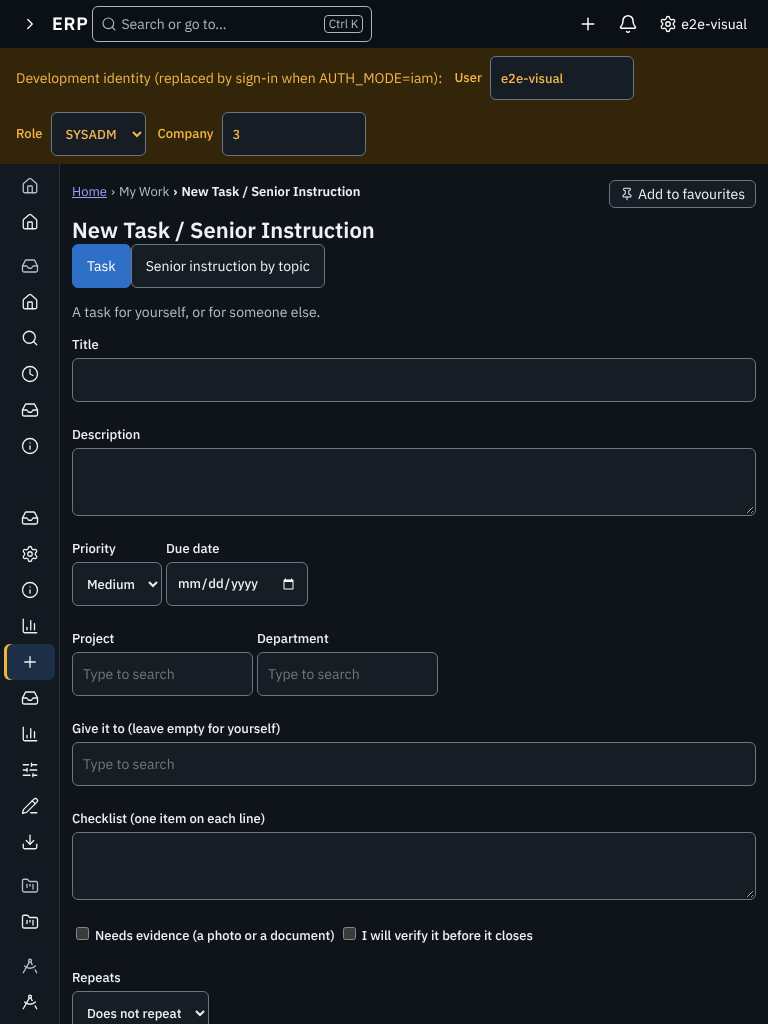 ERP
Search or go to...
Ctrl K
e2e-visual
Development identity (replaced by sign-in when AUTH_MODE=iam):
User
e2e-visual
Role
SYSADM
Company
3
Home › My Work › New Task / Senior Instruction
Add to favourites
New Task / Senior Instruction
Task
Senior instruction by topic
A task for yourself, or for someone else.
Title
Description
Priority
Due date
Medium
mm/dd/yyyy
Project
Department
Type to search
Type to search
Give it to (leave empty for yourself)
Type to search
Checklist (one item on each line)
Needs evidence (a photo or a document)
I will verify it before it closes
Repeats
Does not repeat